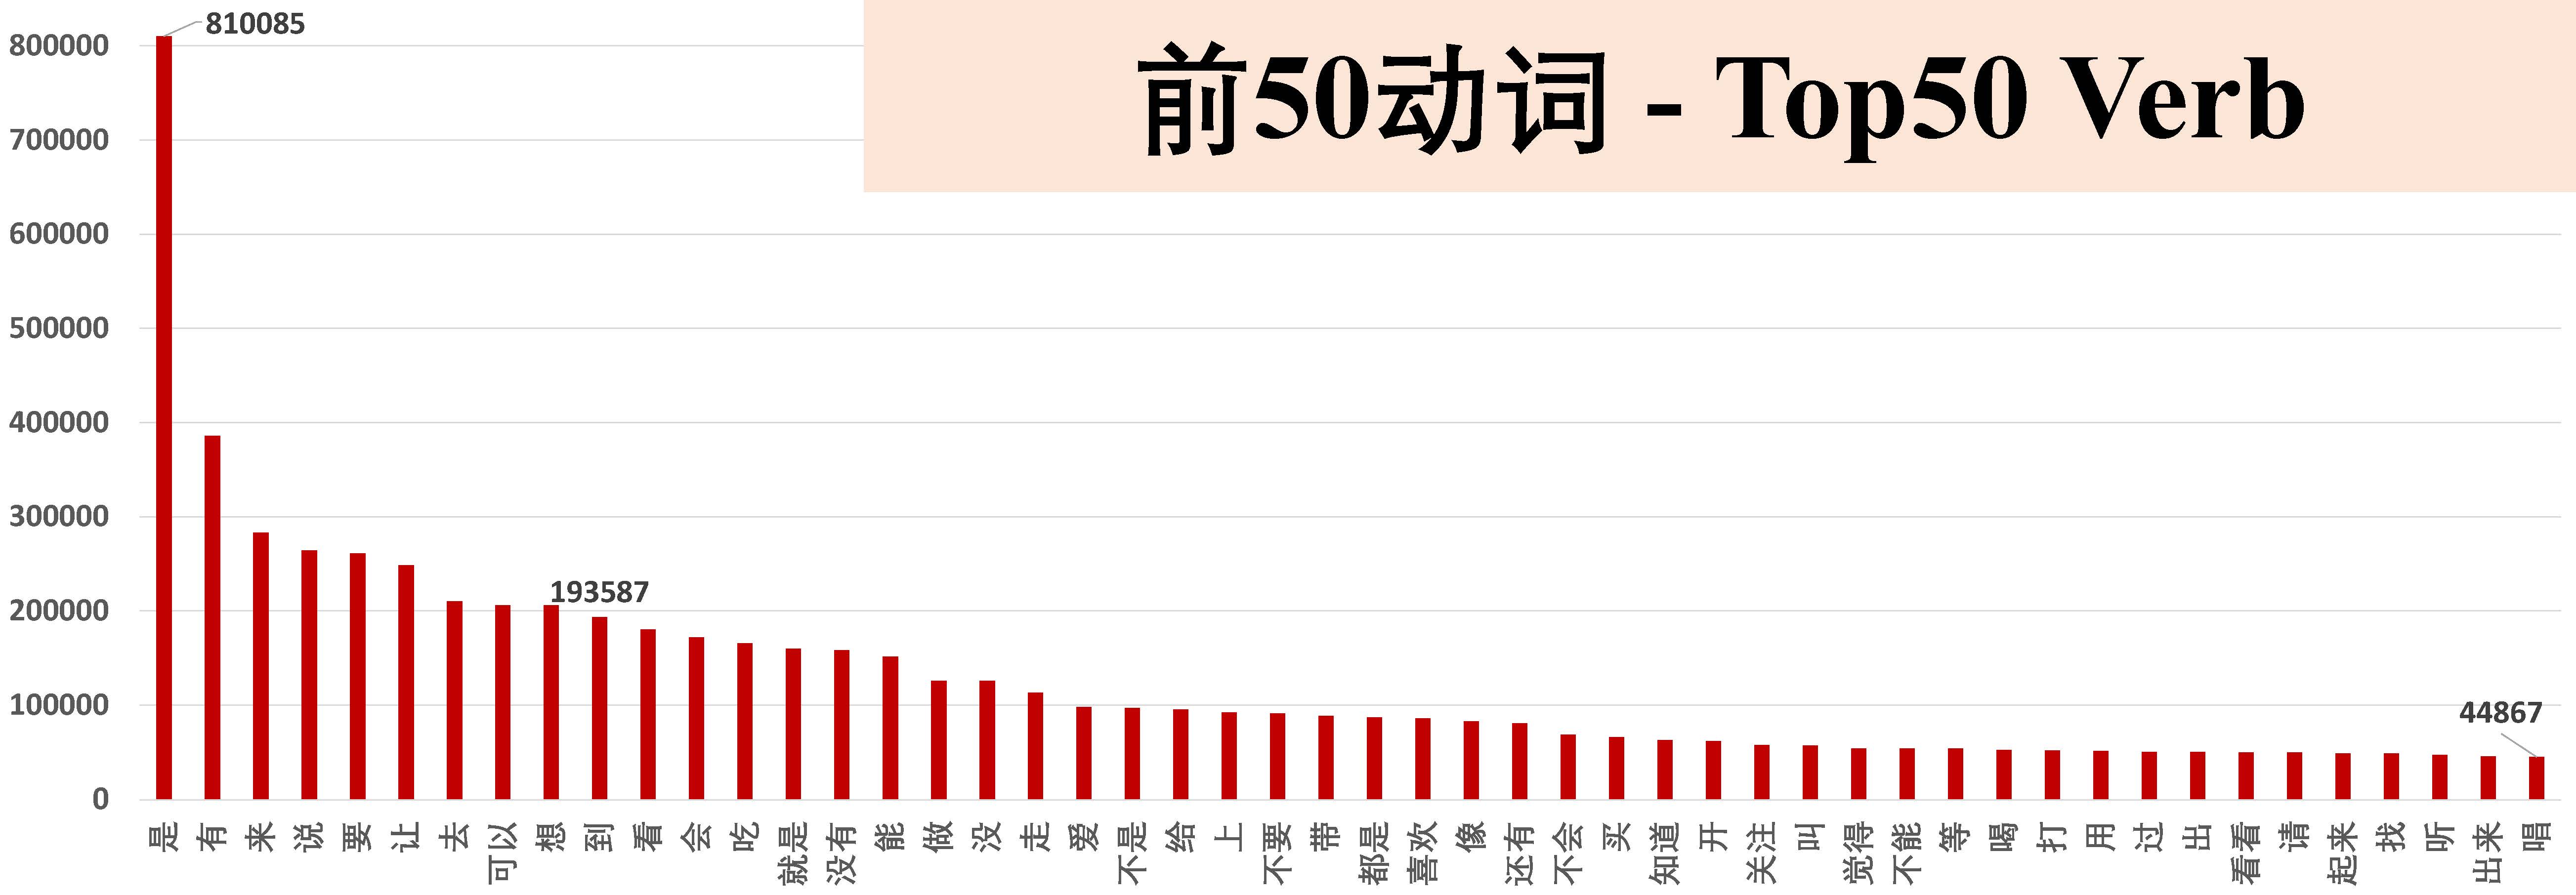 前50动词 - Top50 Verb
800000
700000
600000
500000
400000
300000
200000
100000
0
810085
193587
44867
是
有
来
说
要
让
去
可以
想
到
看
会
吃
就是
没有
能
做
没
走
爱
不是
给
上
不要
带
都是
喜欢
像
还有
不会
买
知道
开
关注
叫
觉得
不能
等
喝
打
用
过
出
看看
请
起来
找
听
出来
唱